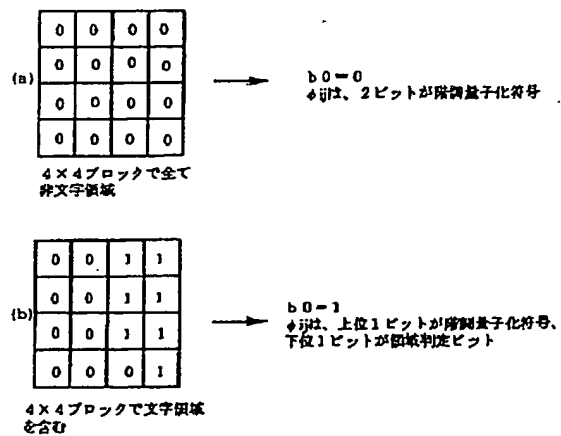 (a)
0 0 0 0
0 0 0 0
0 0 0 0
0 0 0 0
b0=0
φijは、2ビットが階調量子化符号
4×4ブロックで全て
非文字領域
(b)
0 0 1 1
0 0 1 1
0 0 1 1
0 0 0 1
b0=1
φijは、上位1ビットが階調量子化符号、
下位1ビットが領域判定ビット
4×4ブロックで文字領域
を含む